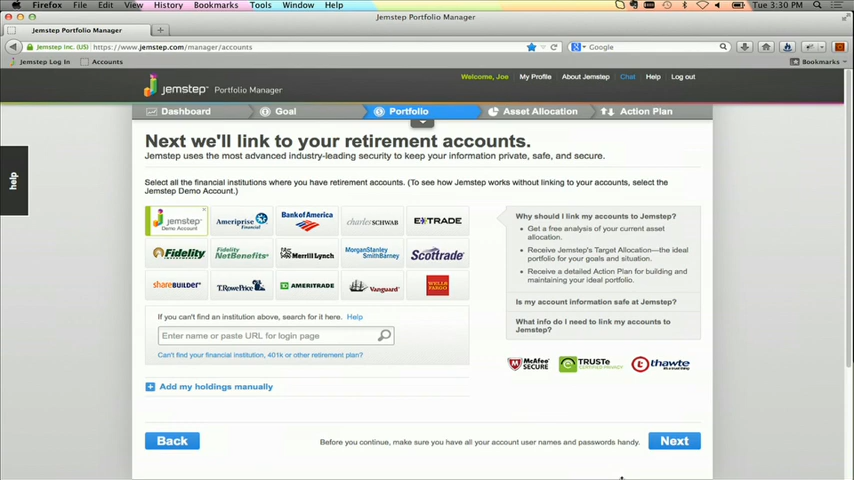 Firefox File Edit View History Bookmarks Tools Window Help
Tue 3:30 PM
Jemstep Portfolio Manager
Jemstep Portfolio Manager
Jemstep Inc. (US) https://www.jemstep.com/manager/accounts
Google
Jemstep Log In Accounts
Bookmarks
jemstep Portfolio Manager
Welcome, Joe My Profile About Jemstep Chat Help Log out
Dashboard Goal Portfolio Asset Allocation Action Plan
help
Next we'll link to your retirement accounts.
Jemstep uses the most advanced industry-leading security to keep your information private, safe, and secure.
Select all the financial institutions where you have retirement accounts. (To see how Jemstep works without linking to your accounts, select the
Jemstep Demo Account.)
jemstep Demo Account
Ameriprise Financial
Bank of America
charles SCHWAB
E*TRADE
Fidelity
Fidelity NetBenefits
Merrill Lynch
MorganStanley SmithBarney
Scottrade
shareBUILDER
T.RowePrice
AMERITRADE
Vanguard
WELLS FARGO
If you can't find an institution above, search for it here. Help
Enter name or paste URL for login page
Can't find your financial institution, 401k or other retirement plan?
Add my holdings manually
Why should I link my accounts to Jemstep?
• Get a free analysis of your current asset
allocation.
• Receive Jemstep's Target Allocation—the ideal
portfolio for your goals and situation.
• Receive a detailed Action Plan for building and
maintaining your ideal portfolio.
Is my account information safe at Jemstep?
What info do I need to link my accounts to
Jemstep?
McAfee SECURE
TRUSTe CERTIFIED PRIVACY
thawte
Back
Before you continue, make sure you have all your account user names and passwords handy.
Next